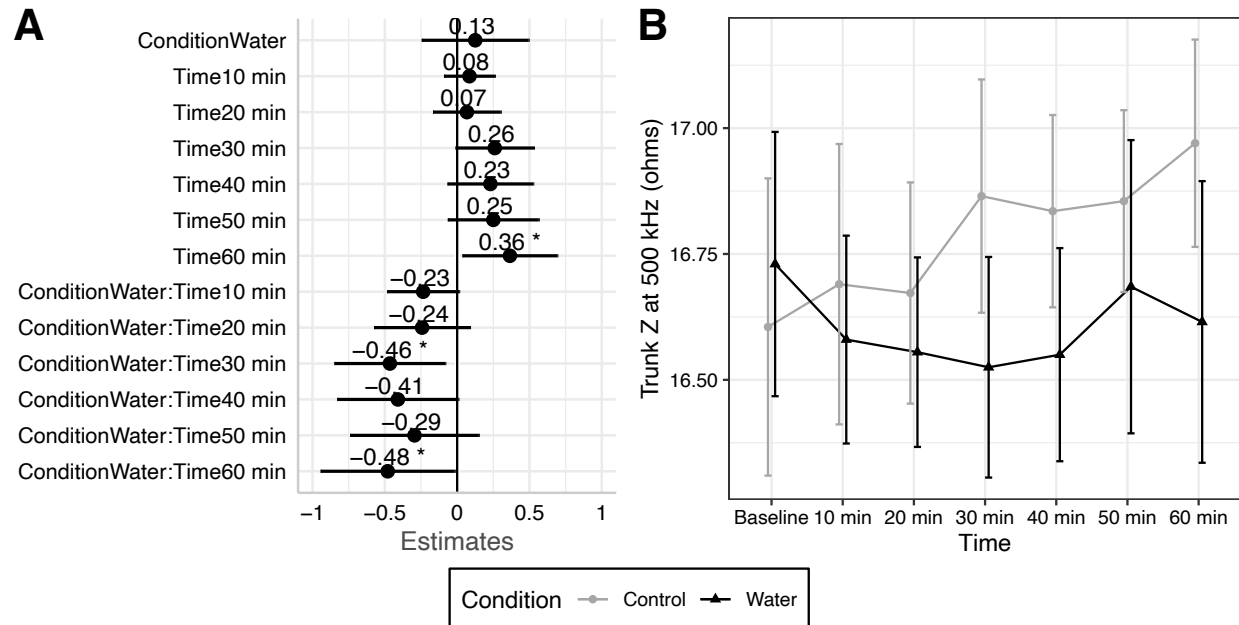 A
ConditionWater 0.13
Time10 min 0.08
Time20 min 0.07
Time30 min 0.26
Time40 min 0.23
Time50 min 0.25
Time60 min 0.36 *
ConditionWater:Time10 min −0.23
ConditionWater:Time20 min −0.24
ConditionWater:Time30 min −0.46 *
ConditionWater:Time40 min −0.41
ConditionWater:Time50 min −0.29
ConditionWater:Time60 min −0.48 *
−1 −0.5 0 0.5 1
Estimates
B
Trunk Z at 500 kHz (ohms)
17.00
16.75
16.50
Baseline 10 min 20 min 30 min 40 min 50 min 60 min
Time
Condition Control Water